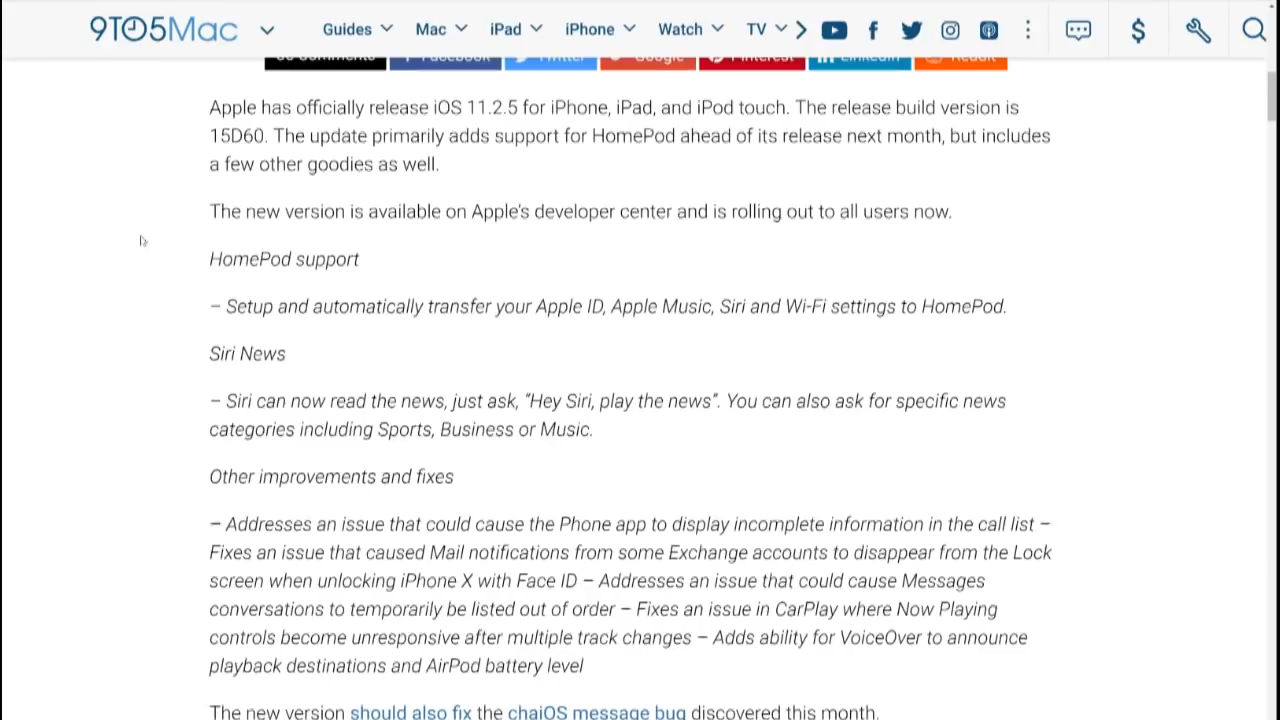 9TO5Mac Guides Mac iPad iPhone Watch TV
Comments Facebook Twitter Google Pinterest LinkedIn Reddit
Apple has officially release iOS 11.2.5 for iPhone, iPad, and iPod touch. The release build version is
15D60. The update primarily adds support for HomePod ahead of its release next month, but includes
a few other goodies as well.
The new version is available on Apple's developer center and is rolling out to all users now.
HomePod support
– Setup and automatically transfer your Apple ID, Apple Music, Siri and Wi-Fi settings to HomePod.
Siri News
– Siri can now read the news, just ask, "Hey Siri, play the news". You can also ask for specific news
categories including Sports, Business or Music.
Other improvements and fixes
– Addresses an issue that could cause the Phone app to display incomplete information in the call list –
Fixes an issue that caused Mail notifications from some Exchange accounts to disappear from the Lock
screen when unlocking iPhone X with Face ID – Addresses an issue that could cause Messages
conversations to temporarily be listed out of order – Fixes an issue in CarPlay where Now Playing
controls become unresponsive after multiple track changes – Adds ability for VoiceOver to announce
playback destinations and AirPod battery level
The new version should also fix the chaiOS message bug discovered this month.